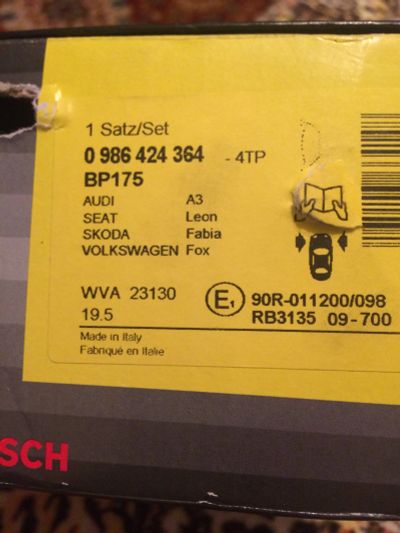 1 Satz/Set
0 986 424 364 - 4TP
BP175
AUDI A3
SEAT Leon
SKODA Fabia
VOLKSWAGEN Fox
WVA 23130
19.5
E1 90R-011200/098
RB3135 09-700
Made in Italy
Fabriqué en Italie
SCH